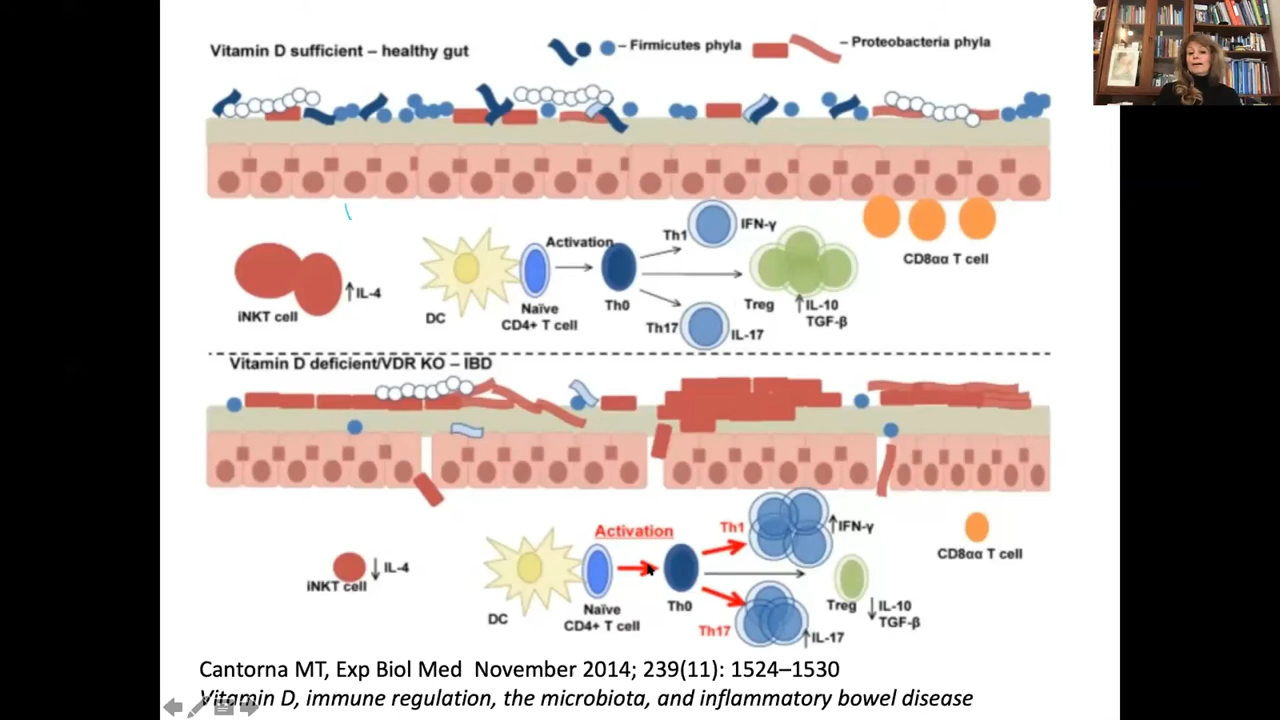 Vitamin D sufficient – healthy gut
– Firmicutes phyla
– Proteobacteria phyla
Activation
Th1
IFN-γ
CD8αα T cell
↑IL-4
iNKT cell
DC
Naïve
CD4+ T cell
Th0
Th17
IL-17
Treg
↑IL-10
TGF-β
Vitamin D deficient/VDR KO – IBD
Activation
Th1
↑IFN-γ
CD8αα T cell
↓IL-4
iNKT cell
DC
Naïve
CD4+ T cell
Th0
Th17
↑IL-17
Treg
↓IL-10
TGF-β
Cantorna MT, Exp Biol Med November 2014; 239(11): 1524–1530
Vitamin D, immune regulation, the microbiota, and inflammatory bowel disease